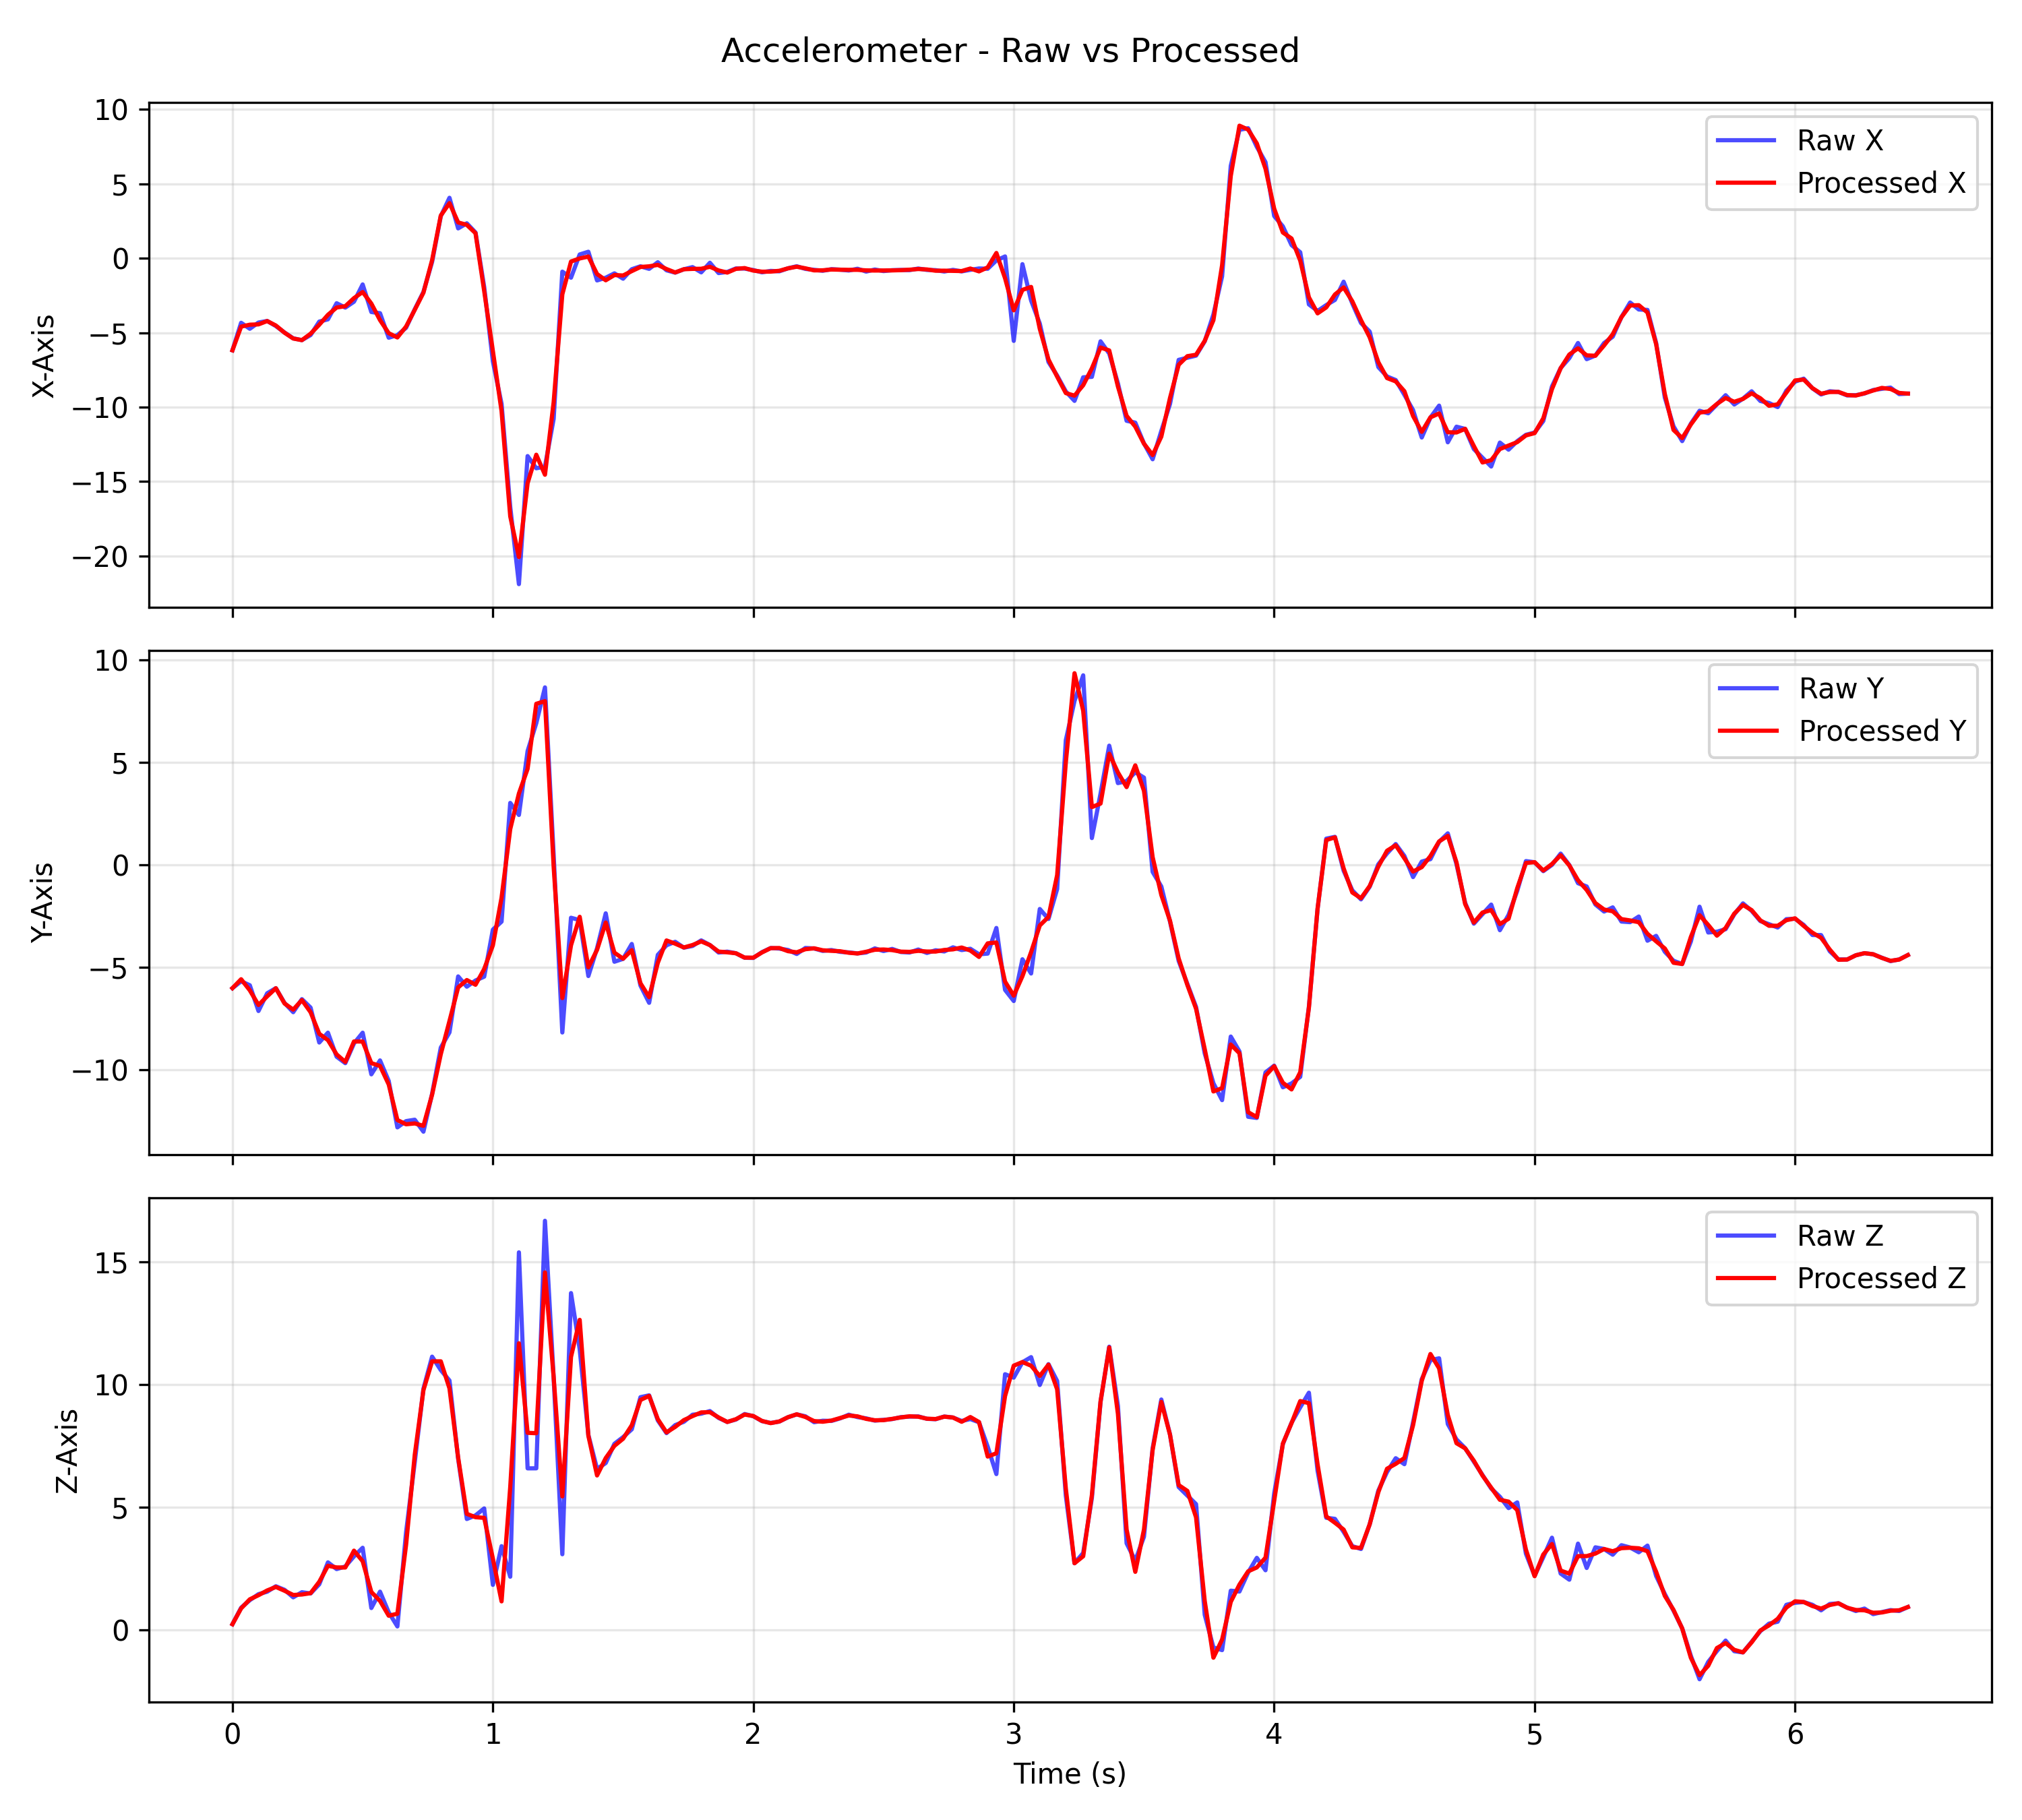 Accelerometer - Raw vs Processed
10
5
0
−5
−10
−15
−20
X-Axis
Raw X
Processed X
10
5
0
−5
−10
Y-Axis
Raw Y
Processed Y
15
10
5
0
Z-Axis
Raw Z
Processed Z
0 1 2 3 4 5 6
Time (s)